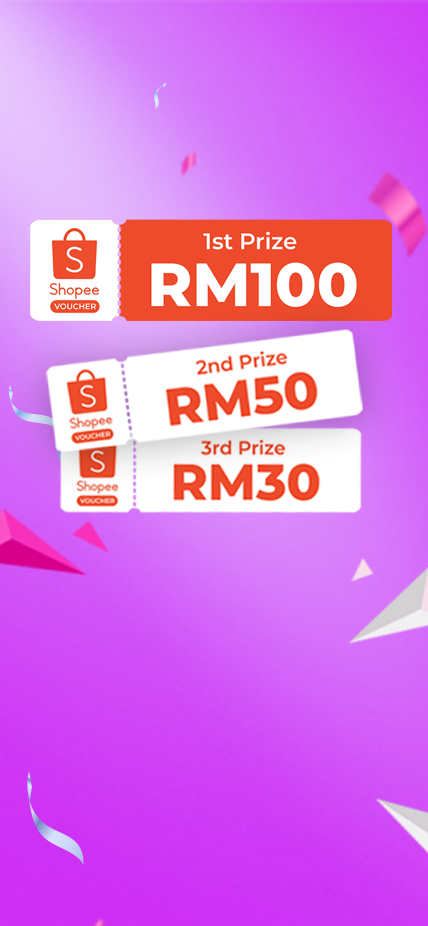 1st Prize
RM100
S
Shopee
VOUCHER
2nd Prize
RM50
S
Shopee
VOUCHER
3rd Prize
RM30
S
Shopee
VOUCHER